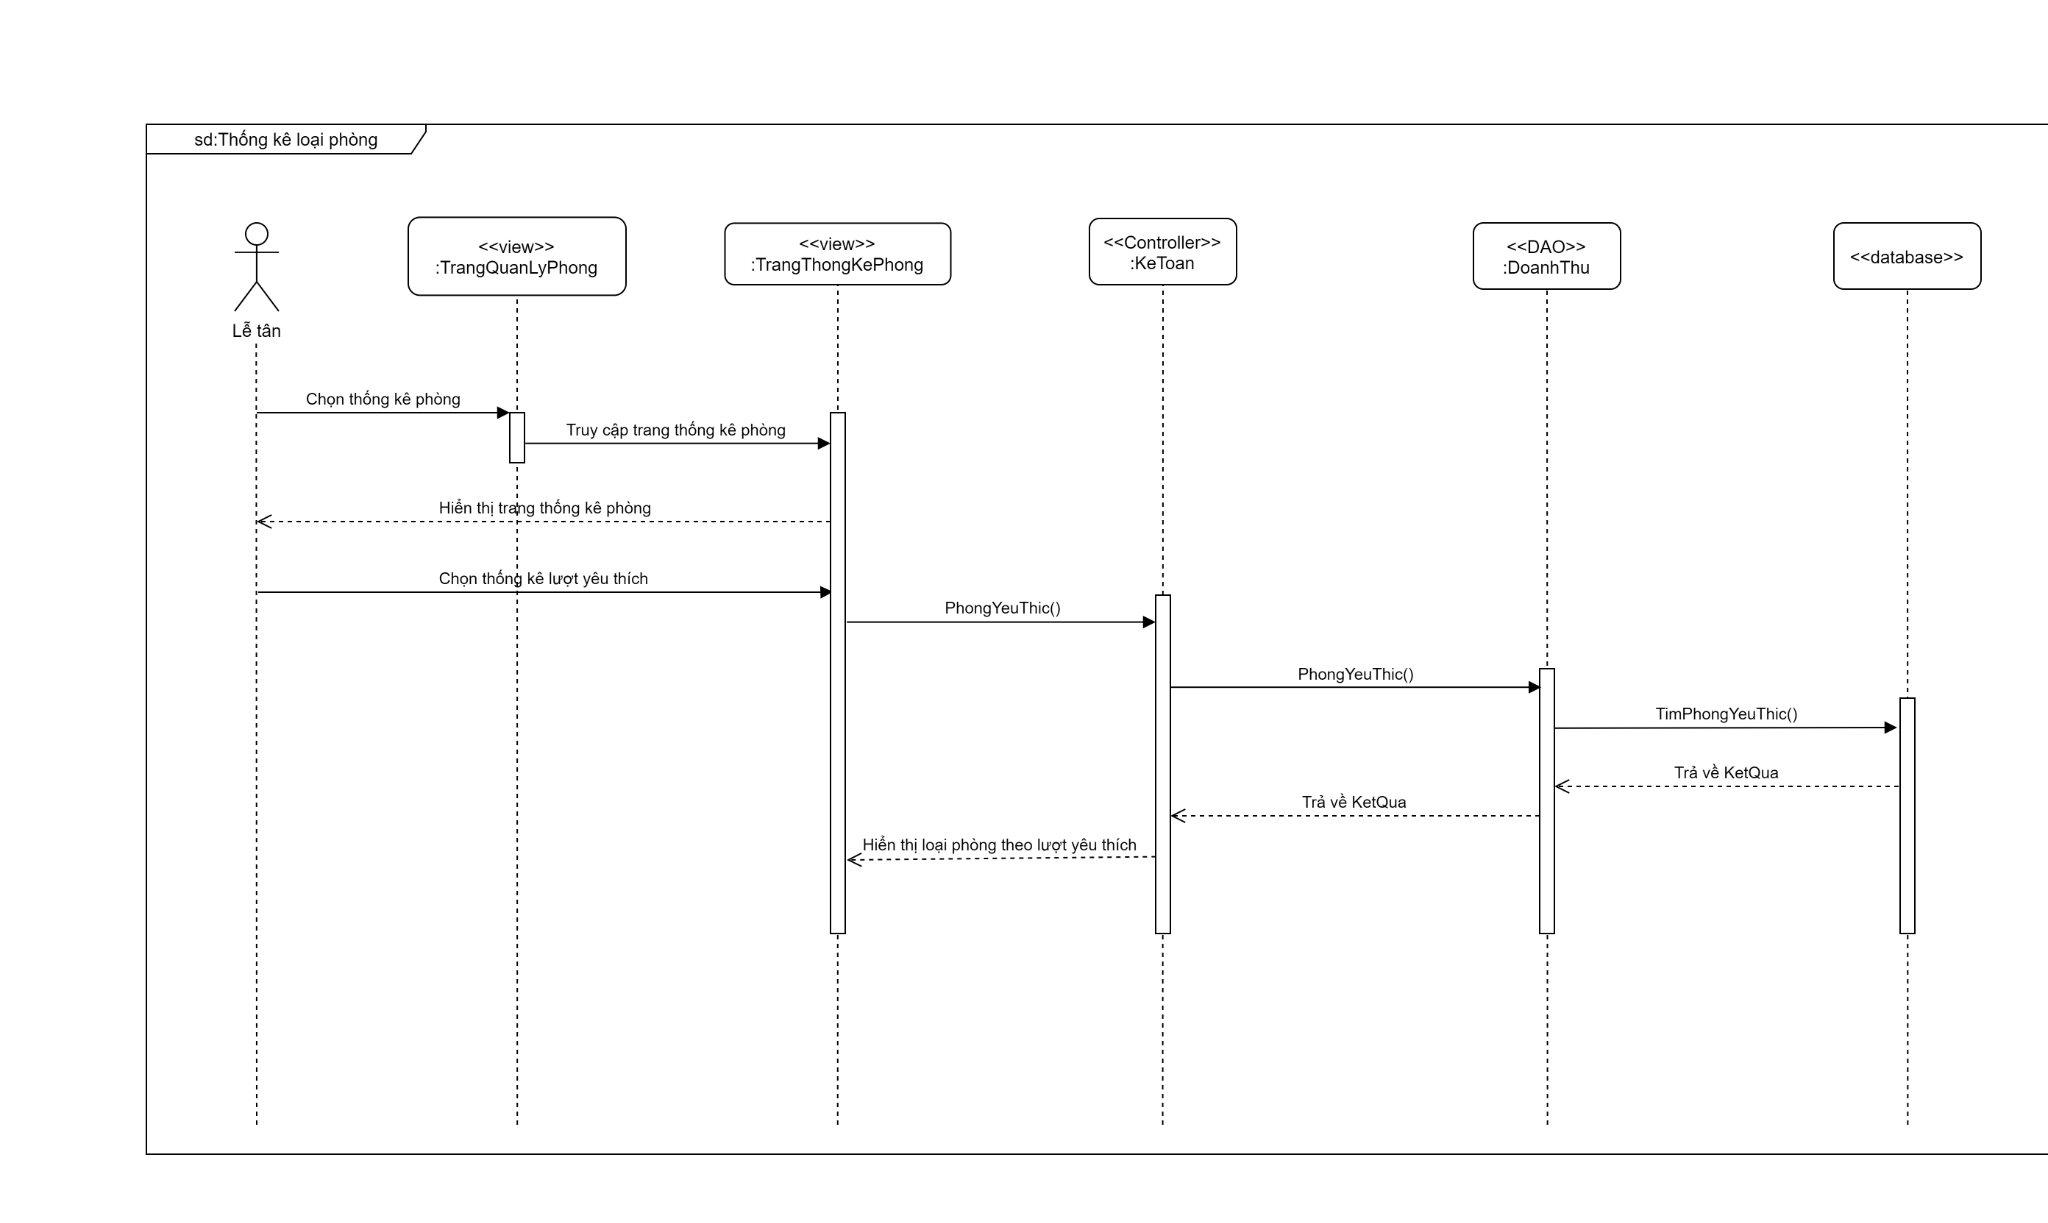 sd:Thống kê loại phòng
<<view>>
:TrangQuanLyPhong
<<view>>
:TrangThongKePhong
<<Controller>>
:KeToan
<<DAO>>
:DoanhThu
<<database>>
Lễ tân
Chọn thống kê phòng
Truy cập trang thống kê phòng
Hiển thị trang thống kê phòng
Chọn thống kê lượt yêu thích
PhongYeuThic()
PhongYeuThic()
TimPhongYeuThic()
Trả về KetQua
Trả về KetQua
Hiển thị loại phòng theo lượt yêu thích